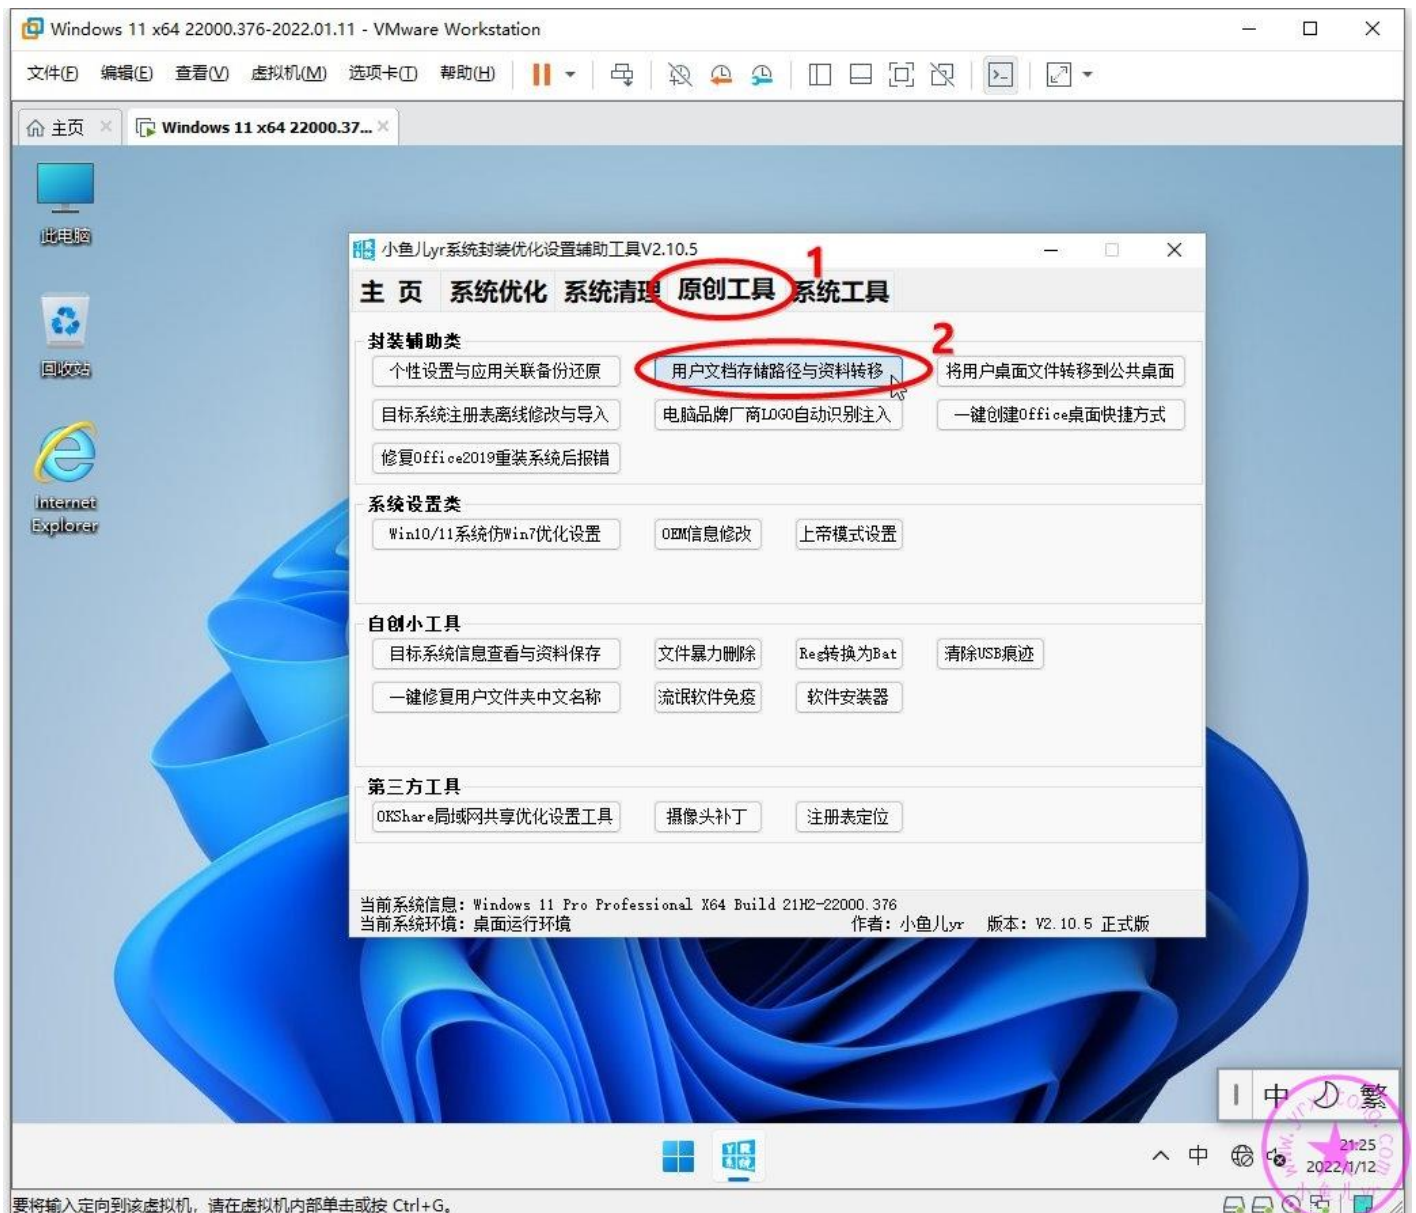 Windows 11 x64 22000.376-2022.01.11 - VMware Workstation
文件(F) 编辑(E) 查看(V) 虚拟机(M) 选项卡(T) 帮助(H)
主页 Windows 11 x64 22000.37...
此电脑
回收站
Internet
Explorer
小鱼儿yr系统封装优化设置辅助工具V2.10.5
1
主 页 系统优化 系统清理 原创工具 系统工具
2
封装辅助类
个性设置与应用关联备份还原 用户文档存储路径与资料转移 将用户桌面文件转移到公共桌面
目标系统注册表离线修改与导入 电脑品牌厂商LOGO自动识别注入 一键创建Office桌面快捷方式
修复Office2019重装系统后报错
系统设置类
Win10/11系统仿Win7优化设置 OEM信息修改 上帝模式设置
自创小工具
目标系统信息查看与资料保存 文件暴力删除 Reg转换为Bat 清除USB痕迹
一键修复用户文件夹中文名称 流氓软件免疫 软件安装器
第三方工具
OKShare局域网共享优化设置工具 摄像头补丁 注册表定位
当前系统信息: Windows 11 Pro Professional X64 Build 21H2-22000.376
当前系统环境: 桌面运行环境 作者: 小鱼儿yr 版本: V2.10.5 正式版
中 繁
www.yrxitong.com
小鱼儿yr
中 21:25
2022/1/12
要将输入定向到该虚拟机，请在虚拟机内部单击或按 Ctrl+G。